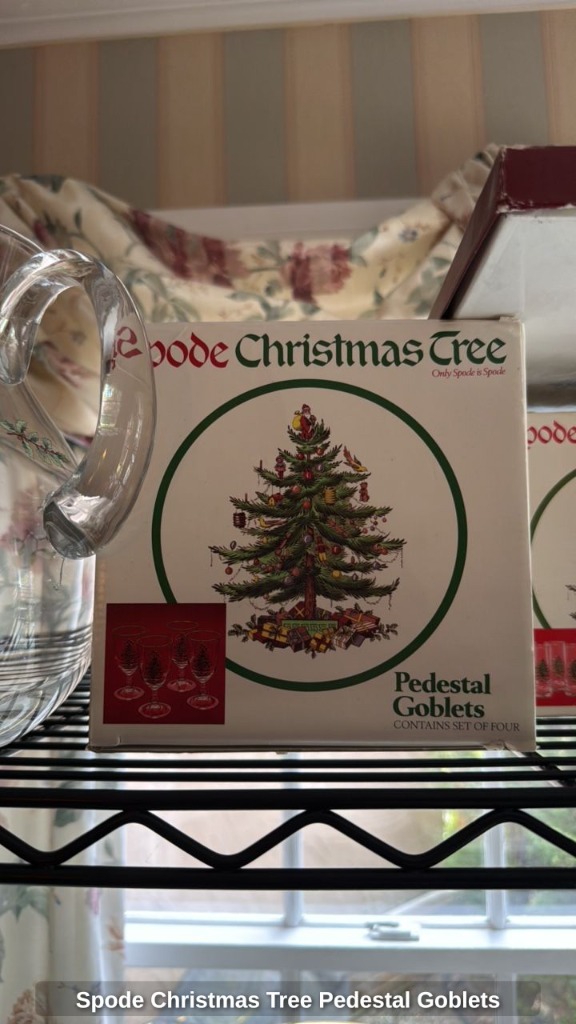 Spode Christmas Tree
Only Spode is Spode
Pedestal
Goblets
CONTAINS SET OF FOUR
Spode Christmas Tree Pedestal Goblets